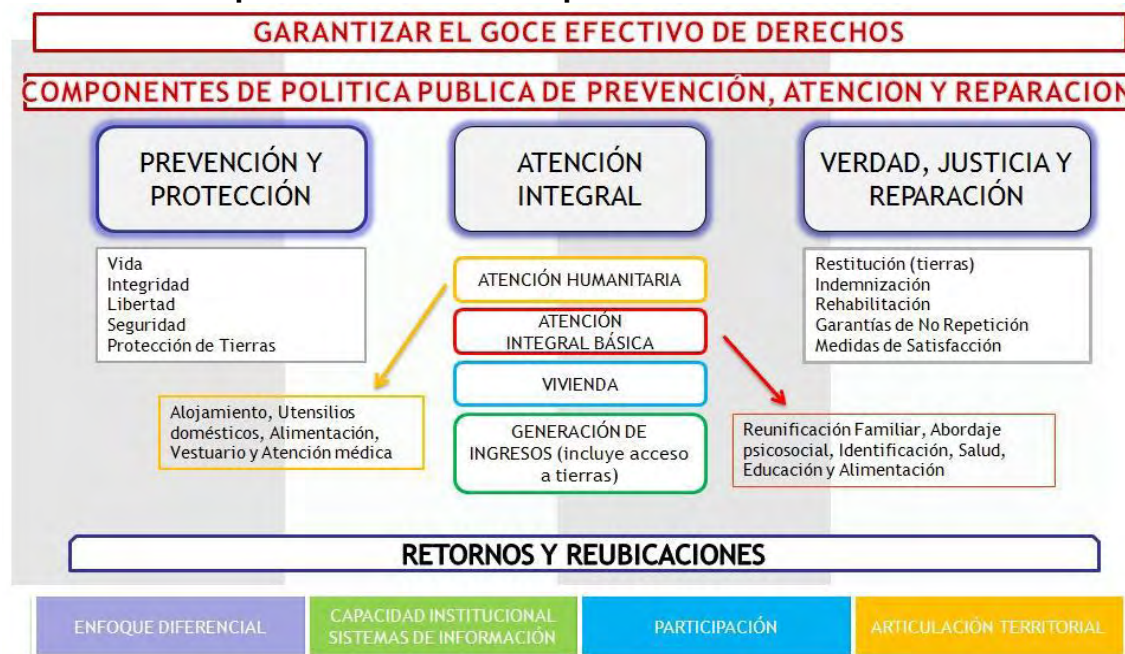 GARANTIZAR EL GOCE EFECTIVO DE DERECHOS
COMPONENTES DE POLITICA PUBLICA DE PREVENCIÓN, ATENCION Y REPARACION
PREVENCIÓN Y
PROTECCIÓN
ATENCIÓN
INTEGRAL
VERDAD, JUSTICIA Y
REPARACIÓN
Vida
Integridad
Libertad
Seguridad
Protección de Tierras
ATENCIÓN HUMANITARIA
ATENCIÓN
INTEGRAL BÁSICA
VIVIENDA
GENERACIÓN DE
INGRESOS (incluye acceso
a tierras)
Restitución (tierras)
Indemnización
Rehabilitación
Garantías de No Repetición
Medidas de Satisfacción
Alojamiento, Utensilios
domésticos, Alimentación,
Vestuario y Atención médica
Reunificación Familiar, Abordaje
psicosocial, Identificación, Salud,
Educación y Alimentación
RETORNOS Y REUBICACIONES
ENFOQUE DIFERENCIAL
CAPACIDAD INSTITUCIONAL
SISTEMAS DE INFORMACIÓN
PARTICIPACIÓN
ARTICULACIÓN TERRITORIAL